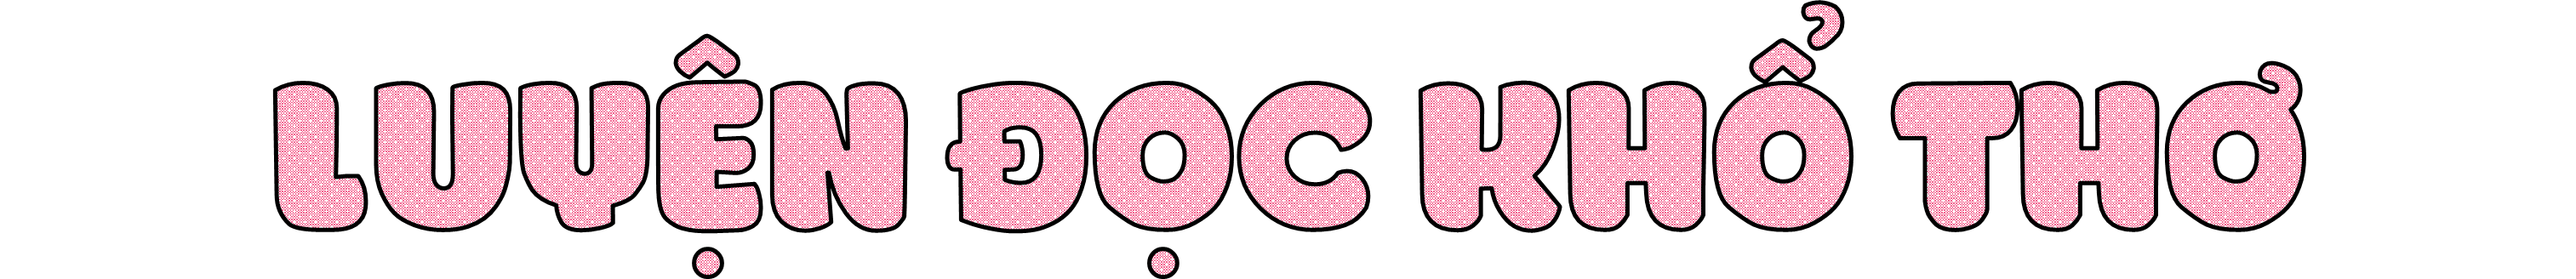 LUYỆN ĐỌC KHỔ THƠ